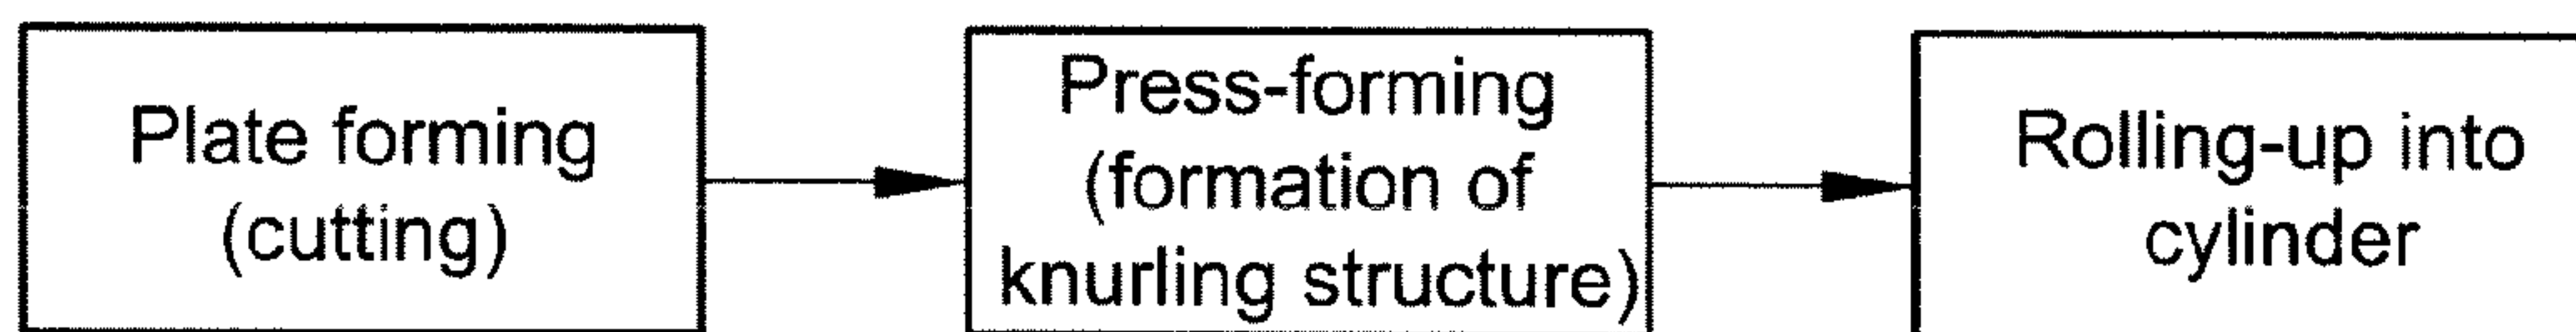 Plate forming
(cutting)
Press-forming
(formation of
knurling structure)
Rolling-up into
cylinder